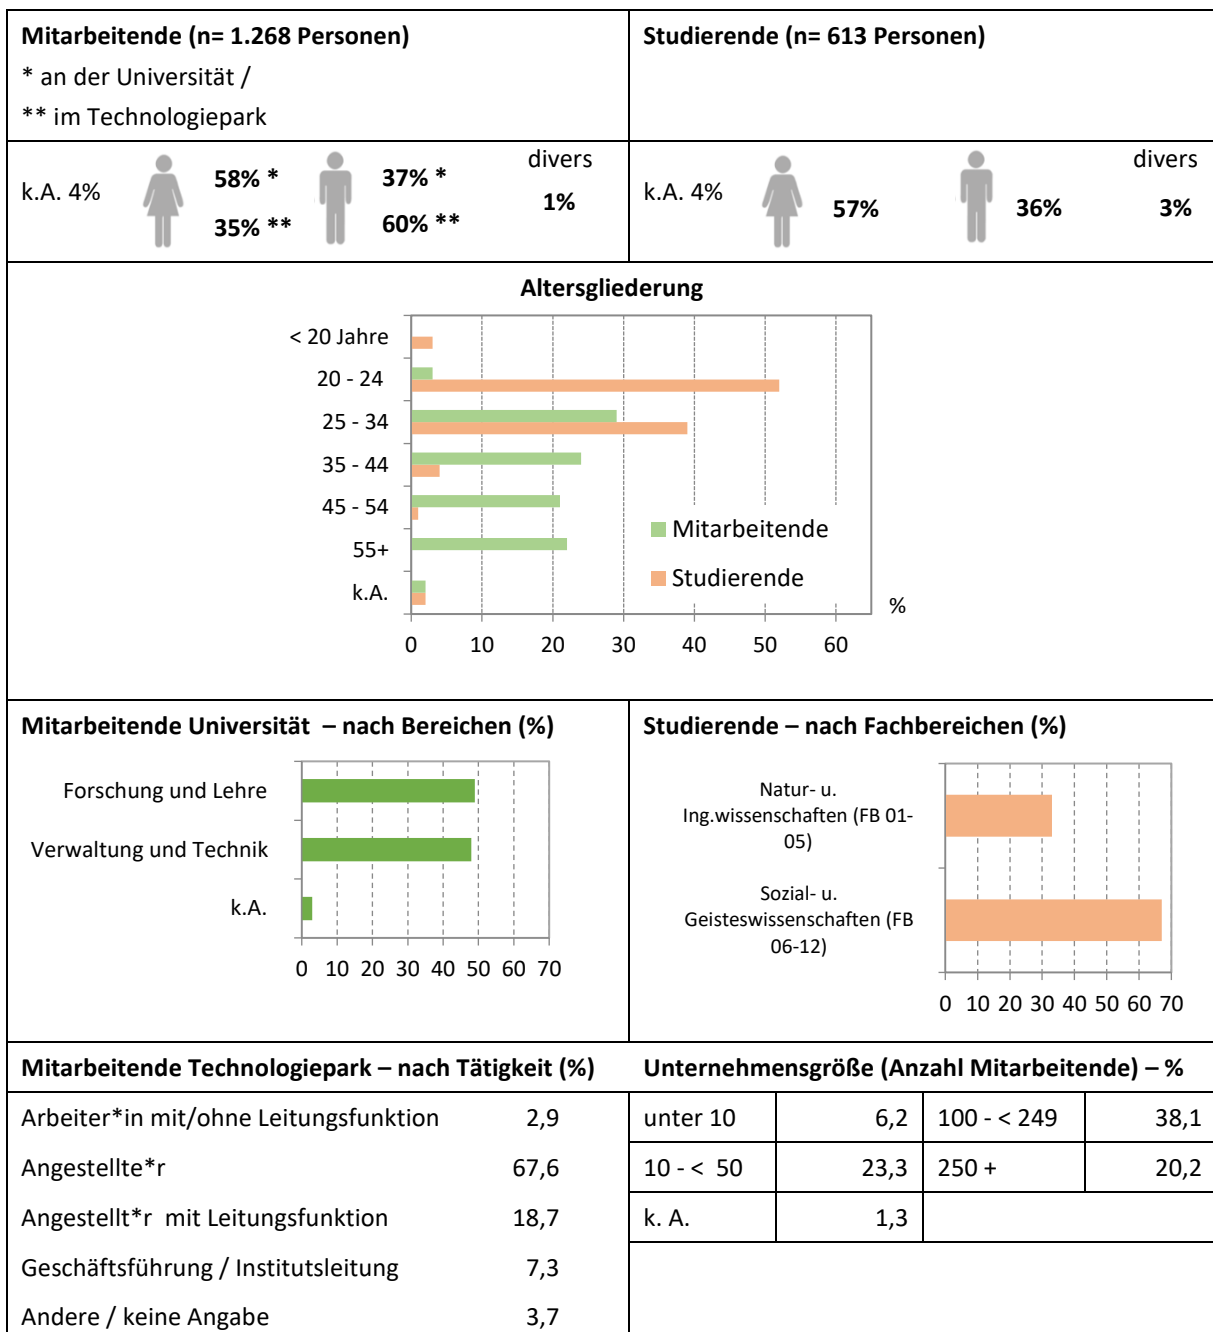 Mitarbeitende (n= 1.268 Personen)
* an der Universität /
** im Technologiepark
Studierende (n= 613 Personen)
k.A. 4%
58% *
35% **
37% *
60% **
divers
1%
k.A. 4%
57%
36%
divers
3%
Altersgliederung
< 20 Jahre
20 - 24
25 - 34
35 - 44
45 - 54
55+
k.A.
Mitarbeitende
Studierende
%
0 10 20 30 40 50 60
Mitarbeitende Universität – nach Bereichen (%)
Forschung und Lehre
Verwaltung und Technik
k.A.
0 10 20 30 40 50 60 70
Studierende – nach Fachbereichen (%)
Natur- u.
Ing.wissenschaften (FB 01-
05)
Sozial- u.
Geisteswissenschaften (FB
06-12)
0 10 20 30 40 50 60 70
Mitarbeitende Technologiepark – nach Tätigkeit (%)
Arbeiter*in mit/ohne Leitungsfunktion 2,9
Angestellte*r 67,6
Angestellt*r mit Leitungsfunktion 18,7
Geschäftsführung / Institutsleitung 7,3
Andere / keine Angabe 3,7
Unternehmensgröße (Anzahl Mitarbeitende) – %
unter 10 6,2 100 - < 249 38,1
10 - < 50 23,3 250 + 20,2
k. A. 1,3